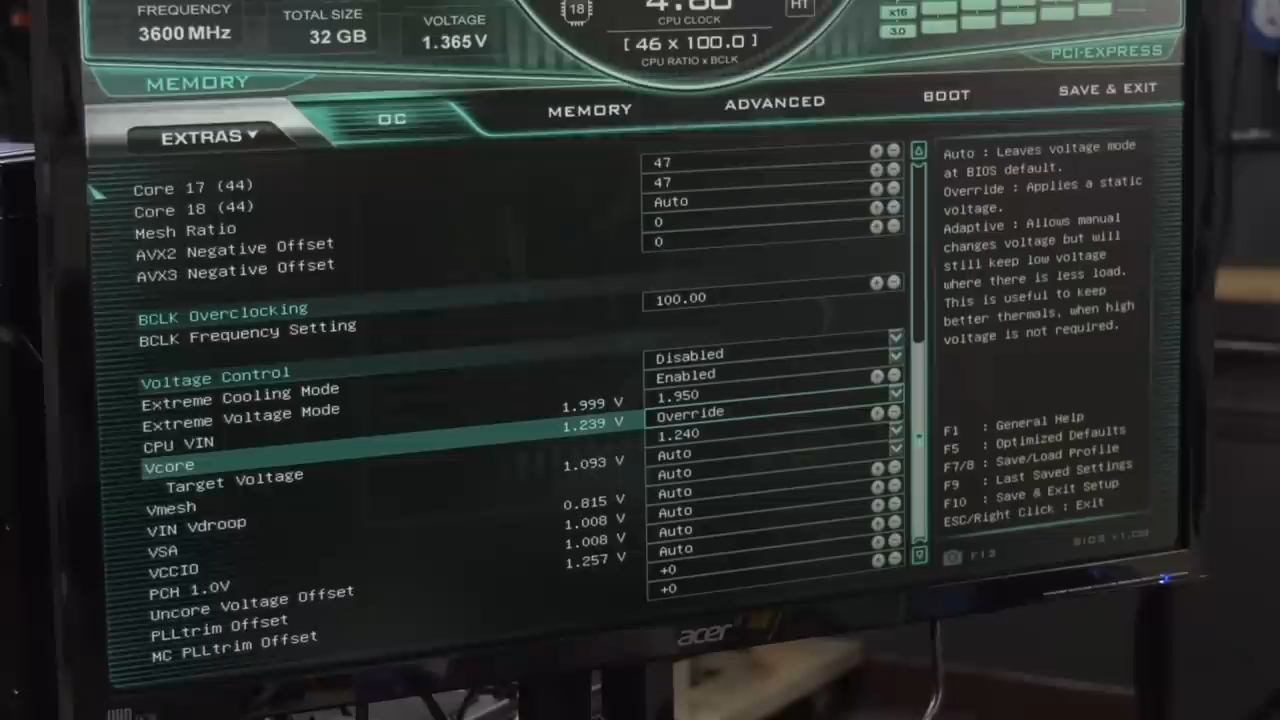 FREQUENCY
3600 MHz
TOTAL SIZE
32 GB
VOLTAGE
1.365V
18
CPU CLOCK
[ 46 x 100.0 ]
CPU RATIO x BCLK
HT
x16
3.0
PCI-EXPRESS
MEMORY
EXTRAS
OC
MEMORY
ADVANCED
BOOT
SAVE & EXIT
47
Core 17 (44)
47
Core 18 (44)
Auto
Mesh Ratio
0
AVX2 Negative Offset
0
AVX3 Negative Offset
BCLK Overclocking
100.00
BCLK Frequency Setting
Voltage Control
Disabled
Extreme Cooling Mode
Enabled
Extreme Voltage Mode
1.999 V
1.950
CPU VIN
1.239 V
Override
Vcore
1.240
Target Voltage
1.093 V
Auto
Vmesh
Auto
VIN Vdroop
0.815 V
Auto
VSA
1.008 V
Auto
VCCIO
1.008 V
Auto
PCH 1.0V
1.257 V
Auto
Uncore Voltage Offset
+0
PLLtrim Offset
+0
MC PLLtrim Offset
Auto : Leaves voltage mode
at BIOS default.
Override : Applies a static
voltage.
Adaptive : Allows manual
changes voltage but will
still keep low voltage
where there is less load.
This is useful to keep
better thermals, when high
voltage is not required.
F1 : General Help
F5 : Optimized Defaults
F7/8 : Save/Load Profile
F9 : Last Saved Settings
F10 : Save & Exit Setup
ESC/Right Click : Exit
F12
acer